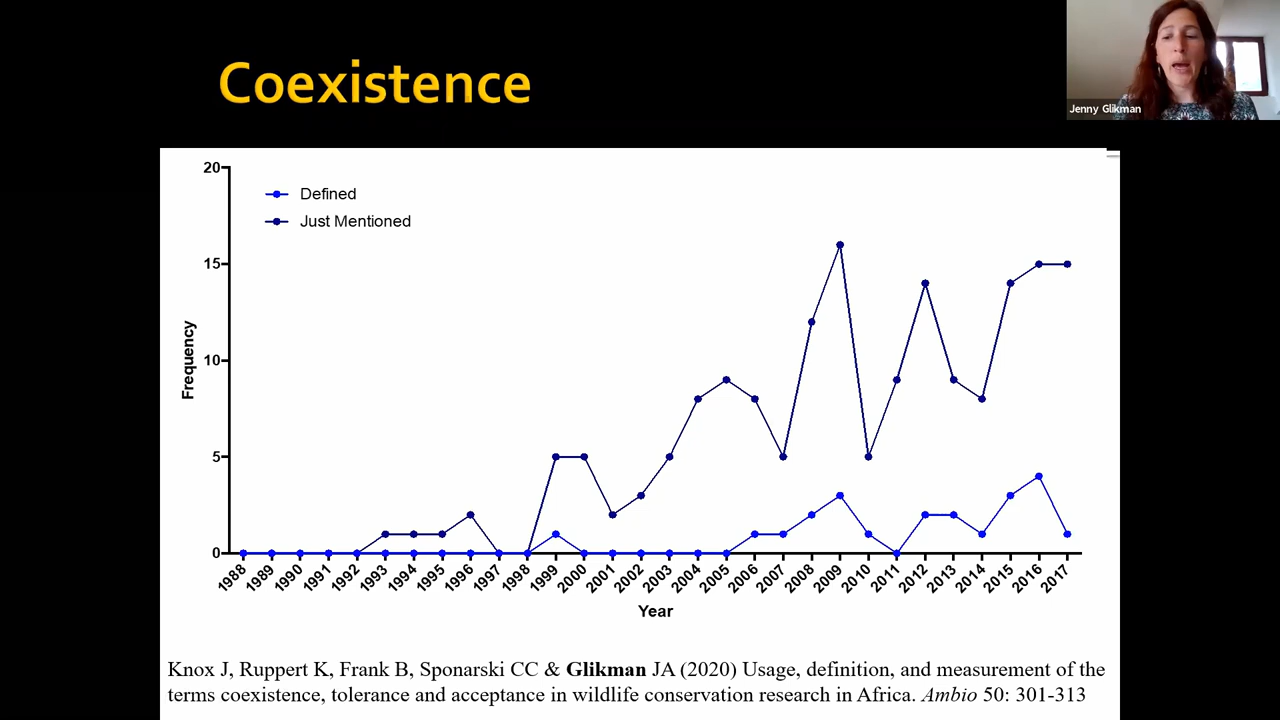 Coexistence
Jenny Glikman
20
15
10
5
0
Defined
Just Mentioned
Frequency
1988 1989 1990 1991 1992 1993 1994 1995 1996 1997 1998 1999 2000 2001 2002 2003 2004 2005 2006 2007 2008 2009 2010 2011 2012 2013 2014 2015 2016 2017
Year
Knox J, Ruppert K, Frank B, Sponarski CC & Glikman JA (2020) Usage, definition, and measurement of the
terms coexistence, tolerance and acceptance in wildlife conservation research in Africa. Ambio 50: 301-313